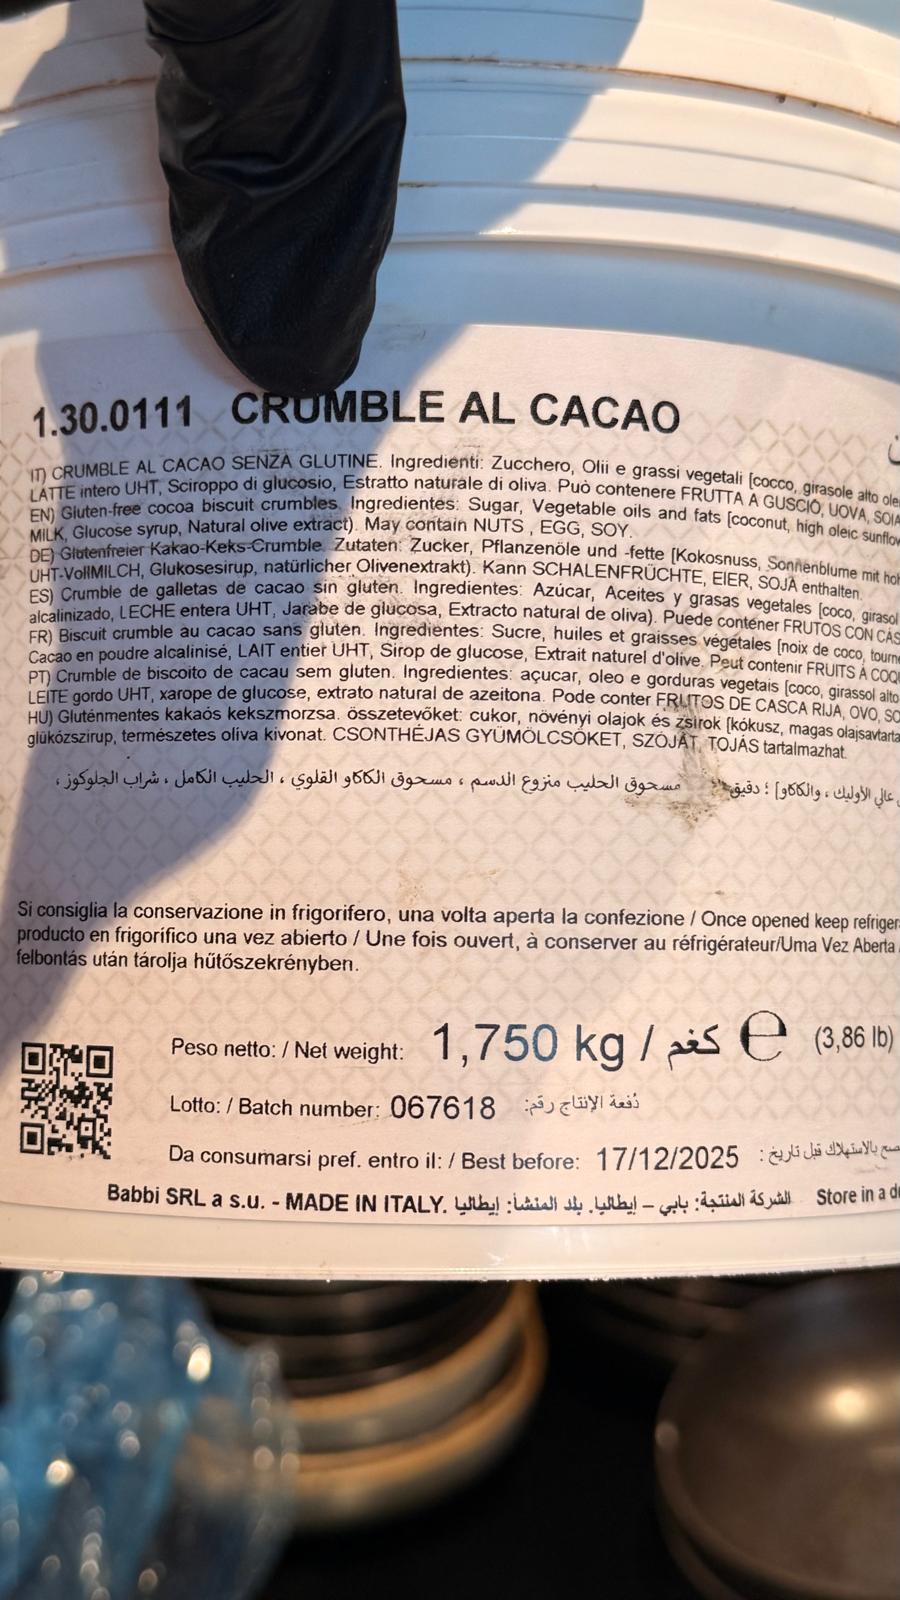 1.30.0111 CRUMBLE AL CACAO
IT) CRUMBLE AL CACAO SENZA GLUTINE. Ingredienti: Zucchero, Olii e grassi vegetali [cocco, girasole alto
LATTE intero UHT, Sciroppo di glucosio, Estratto naturale di oliva. Può contenere FRUTTA A GUSCIO, UOVA, SOIA
EN) Gluten-free cocoa biscuit crumbles. Ingredientes: Sugar, Vegetable oils and fats [coconut, high oleic
MILK, Glucose syrup, Natural olive extract). May contain NUTS , EGG, SOY.
DE) Glutenfreier Kakao-Keks-Crumble. Zutaten: Zucker, Pflanzenöle und -fette [Kokosnuss, Sonnenblume mit
UHT-VollMILCH, Glukosesirup, natürlicher Olivenextrakt). Kann SCHALENFRÜCHTE, EIER, SOJA enthalten.
ES) Crumble de galletas de cacao sin gluten. Ingredientes: Azúcar, Aceites y grasas vegetales [coco,
alcalinizado, LECHE entera UHT, Jarabe de glucosa, Extracto natural de oliva). Puede contener FRUTOS CON
FR) Biscuit crumble au cacao sans gluten. Ingredientes: Sucre, huiles et graisses végétales [noix de coco,
Cacao en poudre alcalinisé, LAIT entier UHT, Sirop de glucose, Extrait naturel d'olive. Peut contenir FRUITS À
PT) Crumble de biscoito de cacau sem gluten. Ingredientes: açucar, oleo e gorduras vegetais [coco, girassol alto
LEITE gordo UHT, xarope de glucose, extrato natural de azeitona. Pode conter FRUTOS DE CASCA RIJA, OVO,
HU) Gluténmentes kakaós kekszmorzsa. összetevőket: cukor, növényi olajok és zsirok [kókusz, magas
glükózszirup, természetes oliva kivonat. CSONTHÉJAS GYÜMÖLCSÖKET, SZÓJÁT, TOJÁS tartalmazhat.
عالي الأوليك ، والكاكاو] ؛ دقيق مسحوق الحليب منزوع الدسم ، مسحوق الكاكاو القلوي ، الحليب الكامل ، شراب الجلوكوز ،
Si consiglia la conservazione in frigorifero, una volta aperta la confezione / Once opened keep
producto en frigorífico una vez abierto / Une fois ouvert, à conserver au réfrigérateur/Uma Vez Aberta
felbontás után tárolja hűtőszekrényben.
Peso netto: / Net weight: 1,750 kg / كغم ℮ (3,86 lb)
Lotto: / Batch number: 067618 دُفعة الإنتاج رقم:
Da consumarsi pref. entro il: / Best before: 17/12/2025 بالاستهلاك قبل تاريخ :
Babbi SRL a s.u. - MADE IN ITALY. الشركة المنتجة: بابي – إيطاليا. بلد المنشأ: إيطاليا Store in a